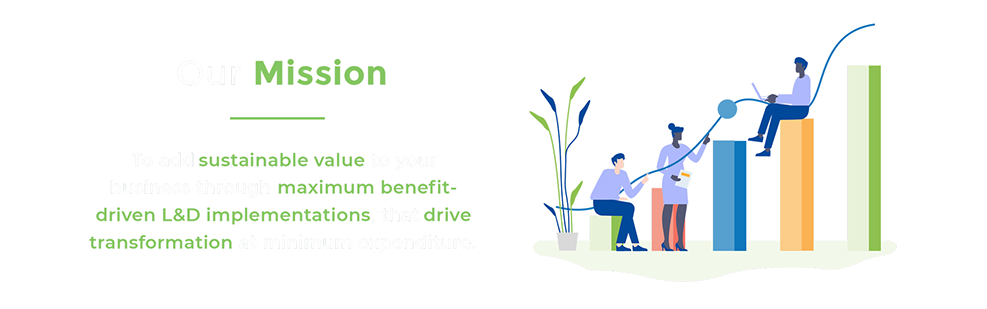 Our Mission
To add sustainable value to your
business through maximum benefit-
driven L&D implementations that drive
transformation at minimum expenditure.